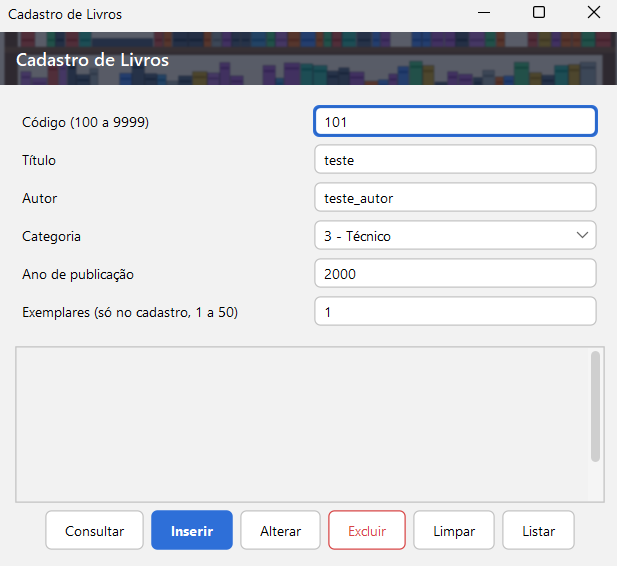 Cadastro de Livros
Cadastro de Livros
Código (100 a 9999) 101
Título teste
Autor teste_autor
Categoria 3 - Técnico
Ano de publicação 2000
Exemplares (só no cadastro, 1 a 50) 1
Consultar Inserir Alterar Excluir Limpar Listar